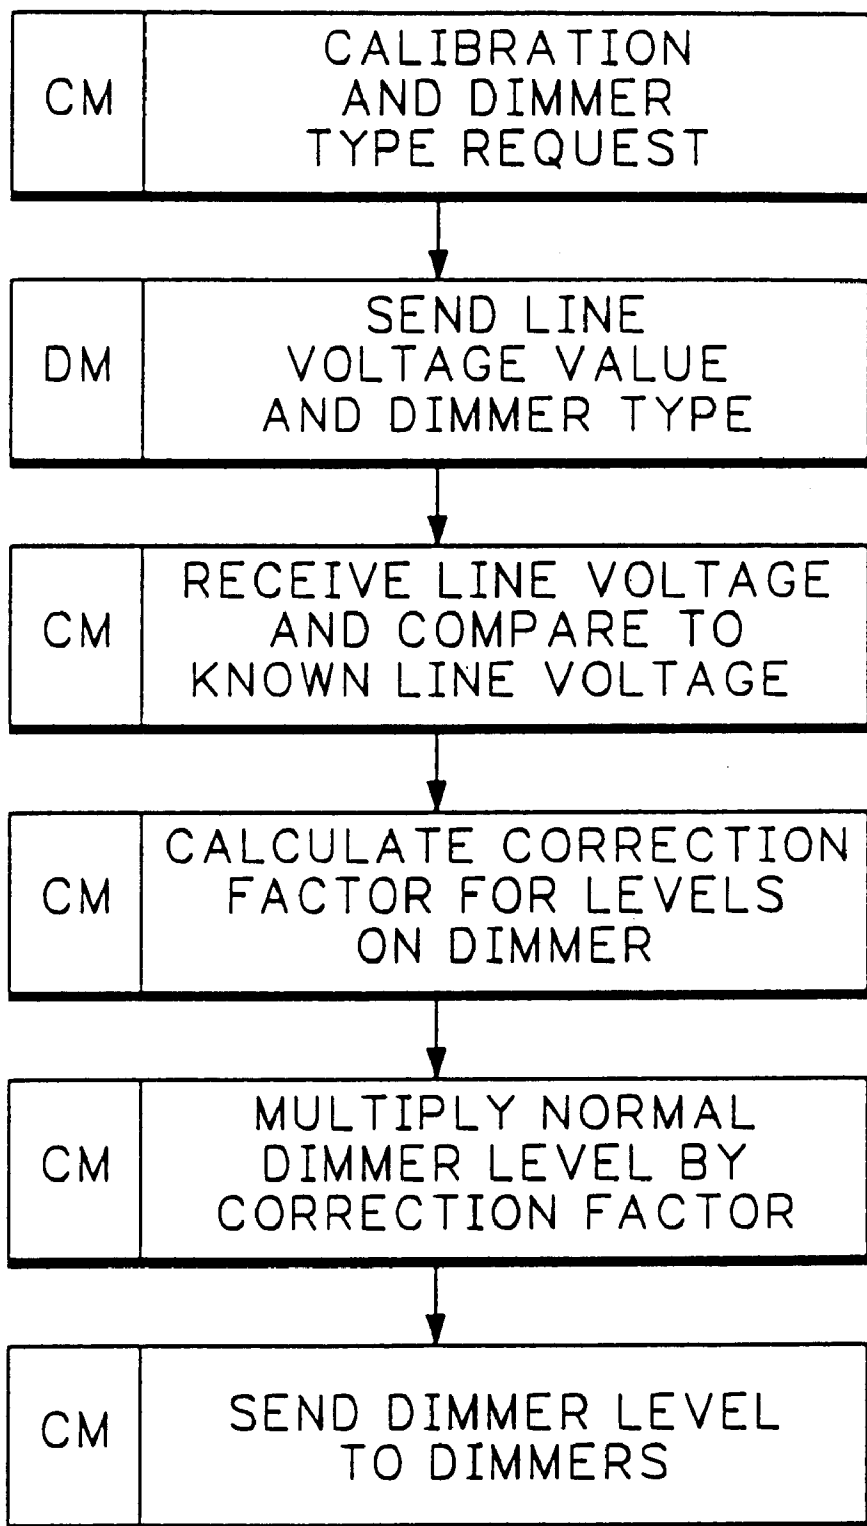 CM
CALIBRATION
AND DIMMER
TYPE REQUEST
DM
SEND LINE
VOLTAGE VALUE
AND DIMMER TYPE
CM
RECEIVE LINE VOLTAGE
AND COMPARE TO
KNOWN LINE VOLTAGE
CM
CALCULATE CORRECTION
FACTOR FOR LEVELS
ON DIMMER
CM
MULTIPLY NORMAL
DIMMER LEVEL BY
CORRECTION FACTOR
CM
SEND DIMMER LEVEL
TO DIMMERS